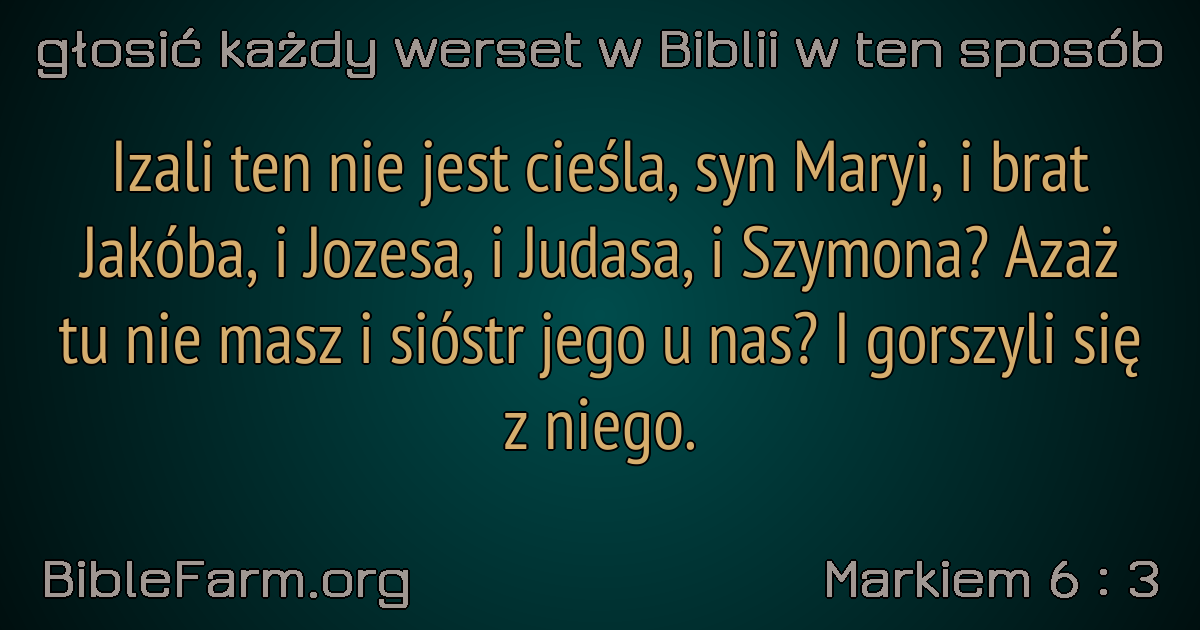 głosić każdy werset w Biblii w ten sposób
Izali ten nie jest cieśla, syn Maryi, i brat
Jakóba, i Jozesa, i Judasa, i Szymona? Azaż
tu nie masz i sióstr jego u nas? I gorszyli się
z niego.
BibleFarm.org
Markiem 6 : 3